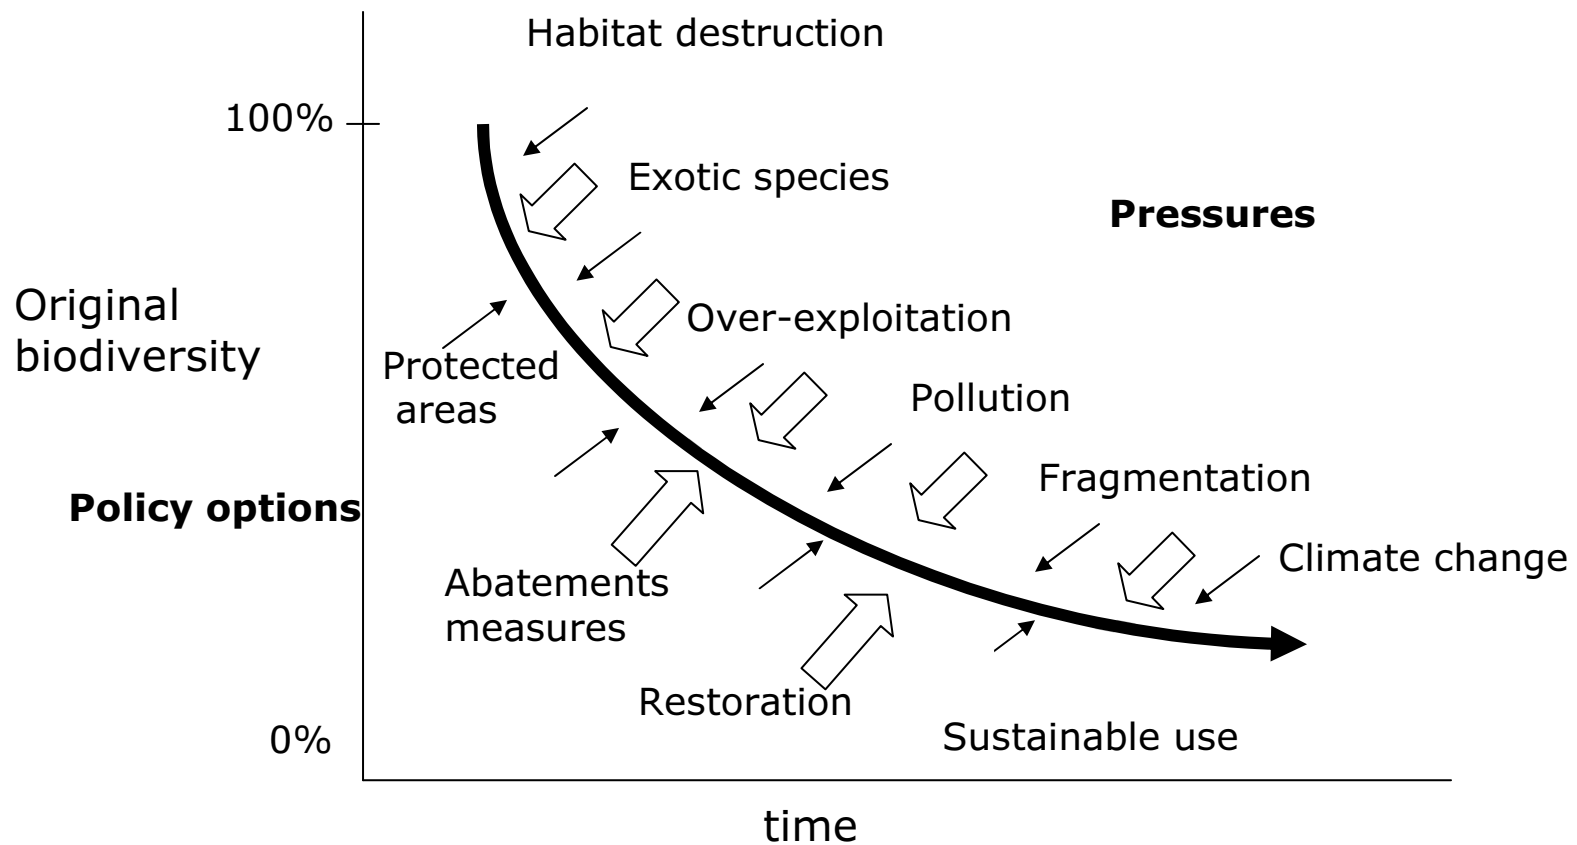 Habitat destruction
100%
Exotic species
Pressures
Original
biodiversity
Over-exploitation
Protected
areas
Pollution
Fragmentation
Policy options
Climate change
Abatements
measures
Restoration
Sustainable use
0%
time